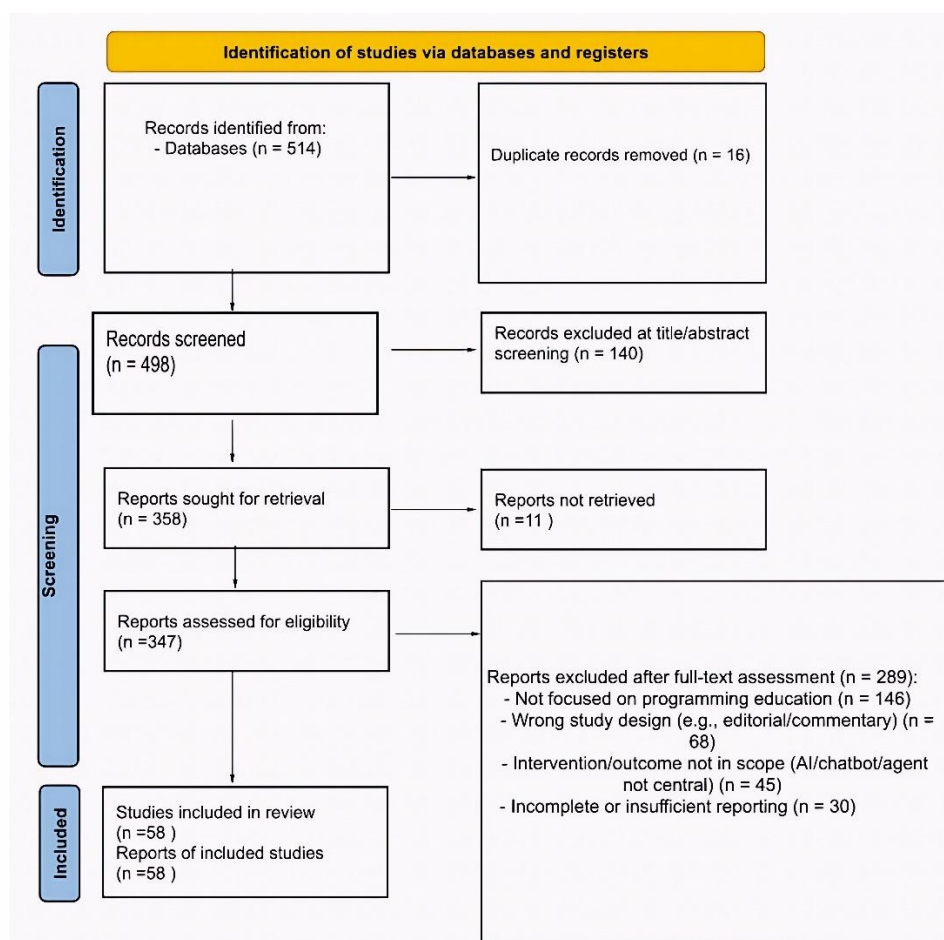 Identification of studies via databases and registers
Identification
Records identified from:
- Databases (n = 514)
Duplicate records removed (n = 16)
Screening
Records screened
(n = 498)
Records excluded at title/abstract
screening (n = 140)
Reports sought for retrieval
(n = 358)
Reports not retrieved
(n =11 )
Reports assessed for eligibility
(n =347)
Reports excluded after full-text assessment (n = 289):
- Not focused on programming education (n = 146)
- Wrong study design (e.g., editorial/commentary) (n =
68)
- Intervention/outcome not in scope (AI/chatbot/agent
not central) (n = 45)
- Incomplete or insufficient reporting (n = 30)
Included
Studies included in review
(n =58 )
Reports of included studies
(n =58 )